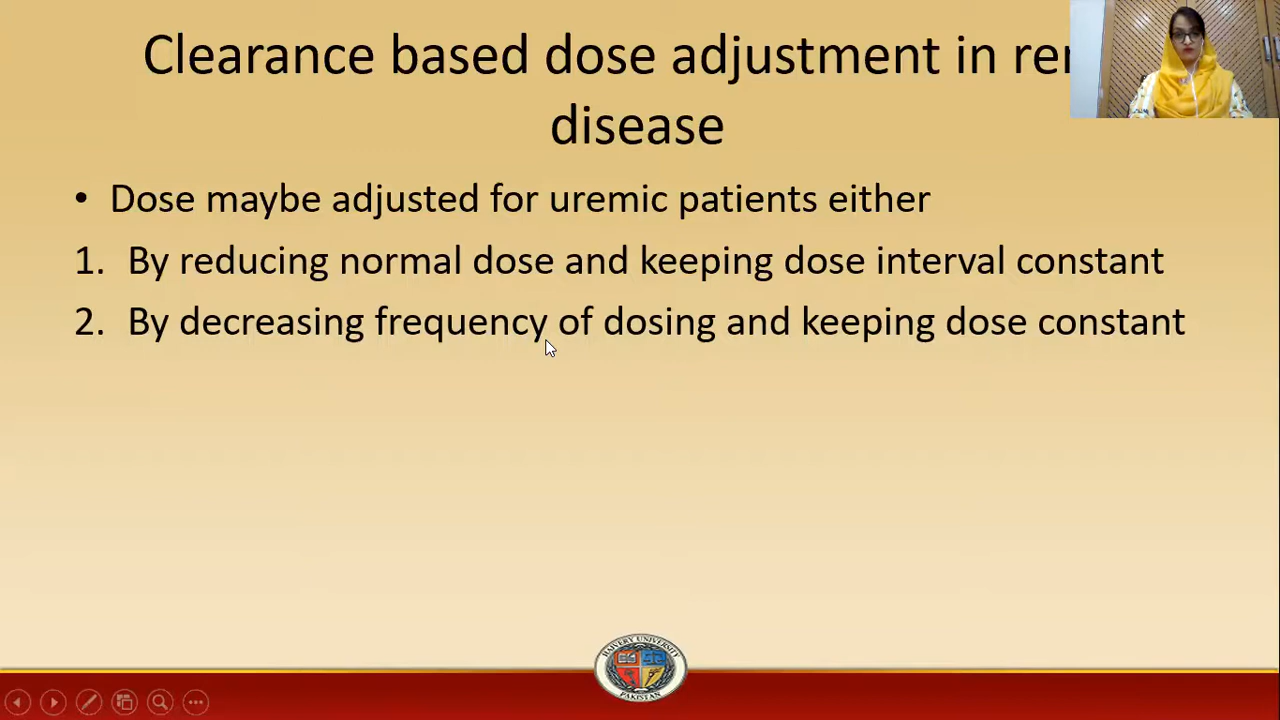 Clearance based dose adjustment in
disease
• Dose maybe adjusted for uremic patients either
1. By reducing normal dose and keeping dose interval constant
2. By decreasing frequency of dosing and keeping dose constant
PAKISTAN